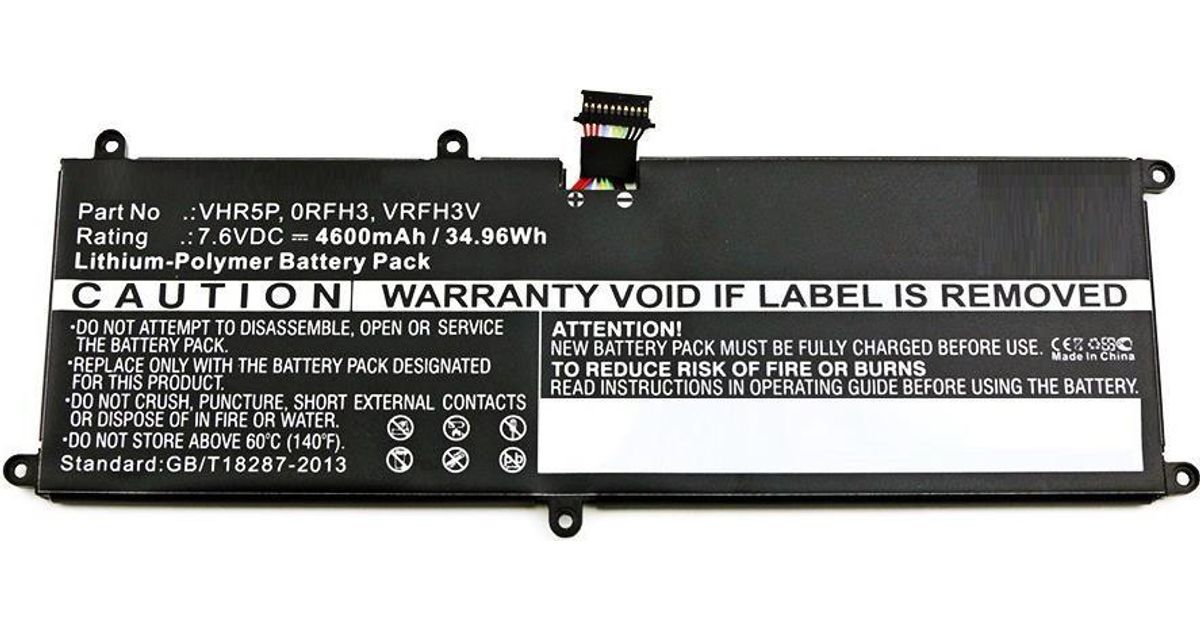 Part No .: VHR5P, 0RFH3, VRFH3V
Rating .: 7.6VDC ⎓ 4600mAh / 34.96Wh
Lithium-Polymer Battery Pack
CAUTION
WARRANTY VOID IF LABEL IS REMOVED
·DO NOT ATTEMPT TO DISASSEMBLE, OPEN OR SERVICE
THE BATTERY PACK.
·REPLACE ONLY WITH THE BATTERY PACK DESIGNATED
FOR THIS PRODUCT.
·DO NOT CRUSH, PUNCTURE, SHORT EXTERNAL CONTACTS
OR DISPOSE OF IN FIRE OR WATER.
·DO NOT STORE ABOVE 60°C (140°F).
Standard:GB/T18287-2013
Pb
ATTENTION!
NEW BATTERY PACK MUST BE FULLY CHARGED BEFORE USE.
TO REDUCE RISK OF FIRE OR BURNS
READ INSTRUCTIONS IN OPERATING GUIDE BEFORE USING THE BATTERY.
CE
Made in China